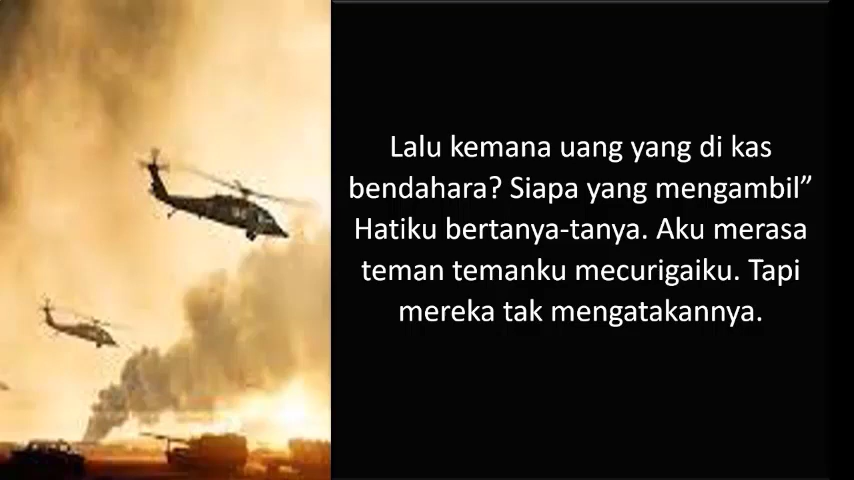 Lalu kemana uang yang di kas
bendahara? Siapa yang mengambil”
Hatiku bertanya-tanya. Aku merasa
teman temanku mecurigaiku. Tapi
mereka tak mengatakannya.